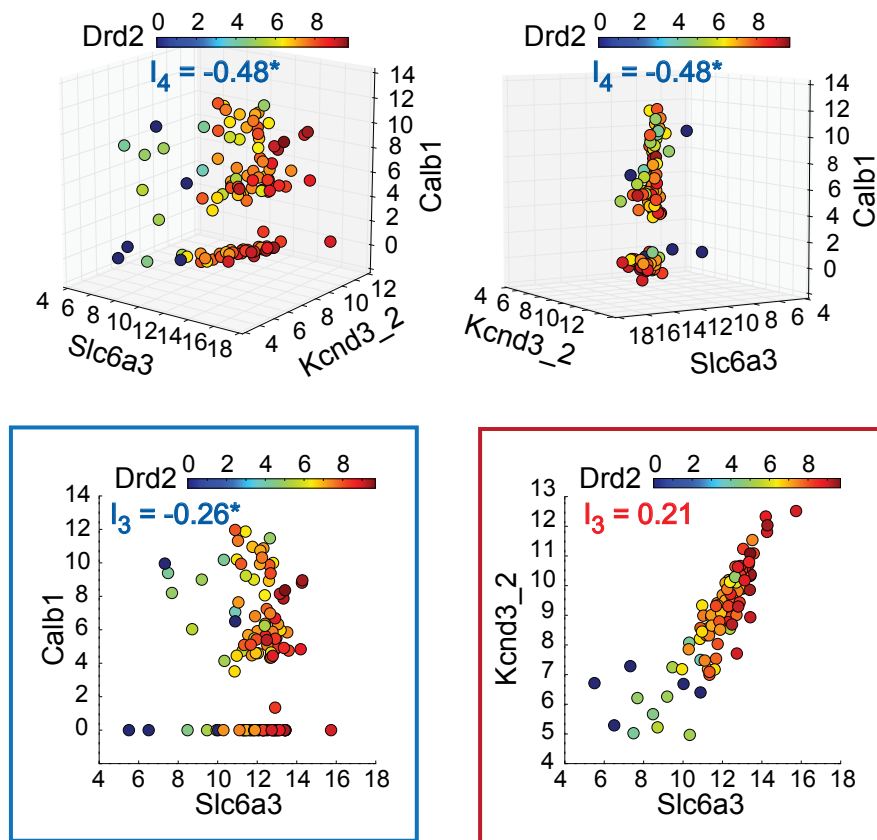 0 2 4 6 8
Drd2
I4 = -0.48*
14
12
10
8
6
4
2
0
Calb1
4
6
8
10
12
14
16
18
Slc6a3
4
6
8
10
12
Kcnd3_2
0 2 4 6 8
Drd2
I4 = -0.48*
14
12
10
8
6
4
2
0
Calb1
4
6
8
10
12
Kcnd3_2
18 16 14 12 10 8 6 4
Slc6a3
0 2 4 6 8
Drd2
I3 = -0.26*
14
12
10
8
6
4
2
0
Calb1
4 6 8 10 12 14 16 18
Slc6a3
0 2 4 6 8
Drd2
I3 = 0.21
13
12
11
10
9
8
7
6
5
4
Kcnd3_2
4 6 8 10 12 14 16 18
Slc6a3